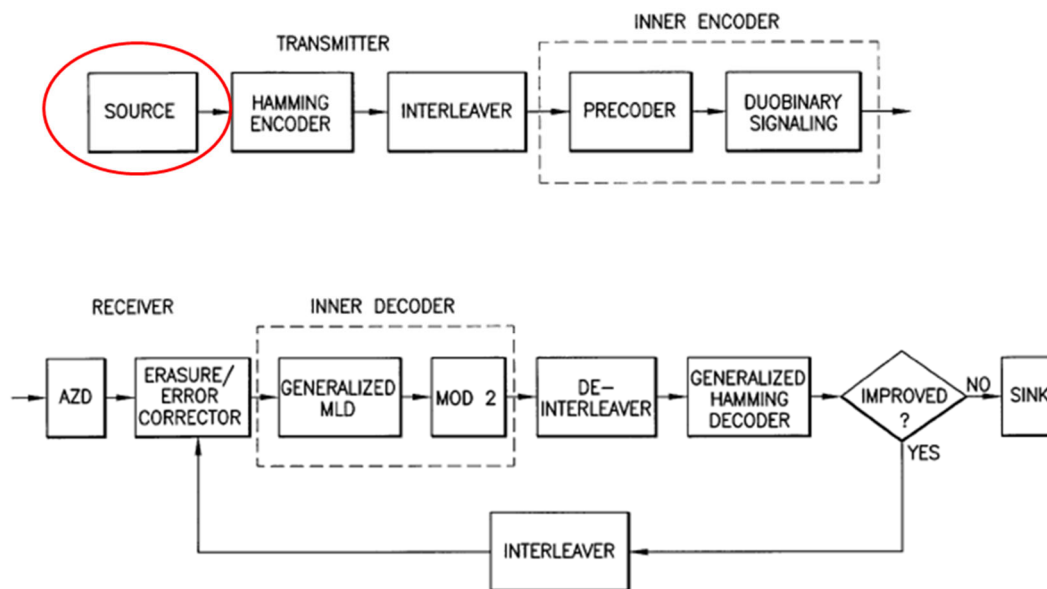 INNER ENCODER
TRANSMITTER
SOURCE
HAMMING
ENCODER
INTERLEAVER
PRECODER
DUOBINARY
SIGNALING
RECEIVER
INNER DECODER
AZD
ERASURE/
ERROR
CORRECTOR
GENERALIZED
MLD
MOD 2
DE-
INTERLEAVER
GENERALIZED
HAMMING
DECODER
IMPROVED
?
NO
SINK
YES
INTERLEAVER